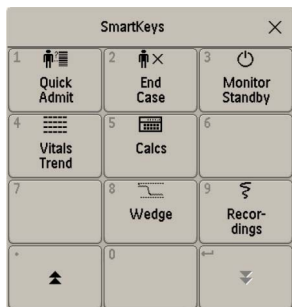 SmartKeys
1
2
3
Quick
Admit
End
Case
Monitor
Standby
4
5
6
Vitals
Trend
Calcs
7
8
9
Wedge
Recor-
dings
.
0